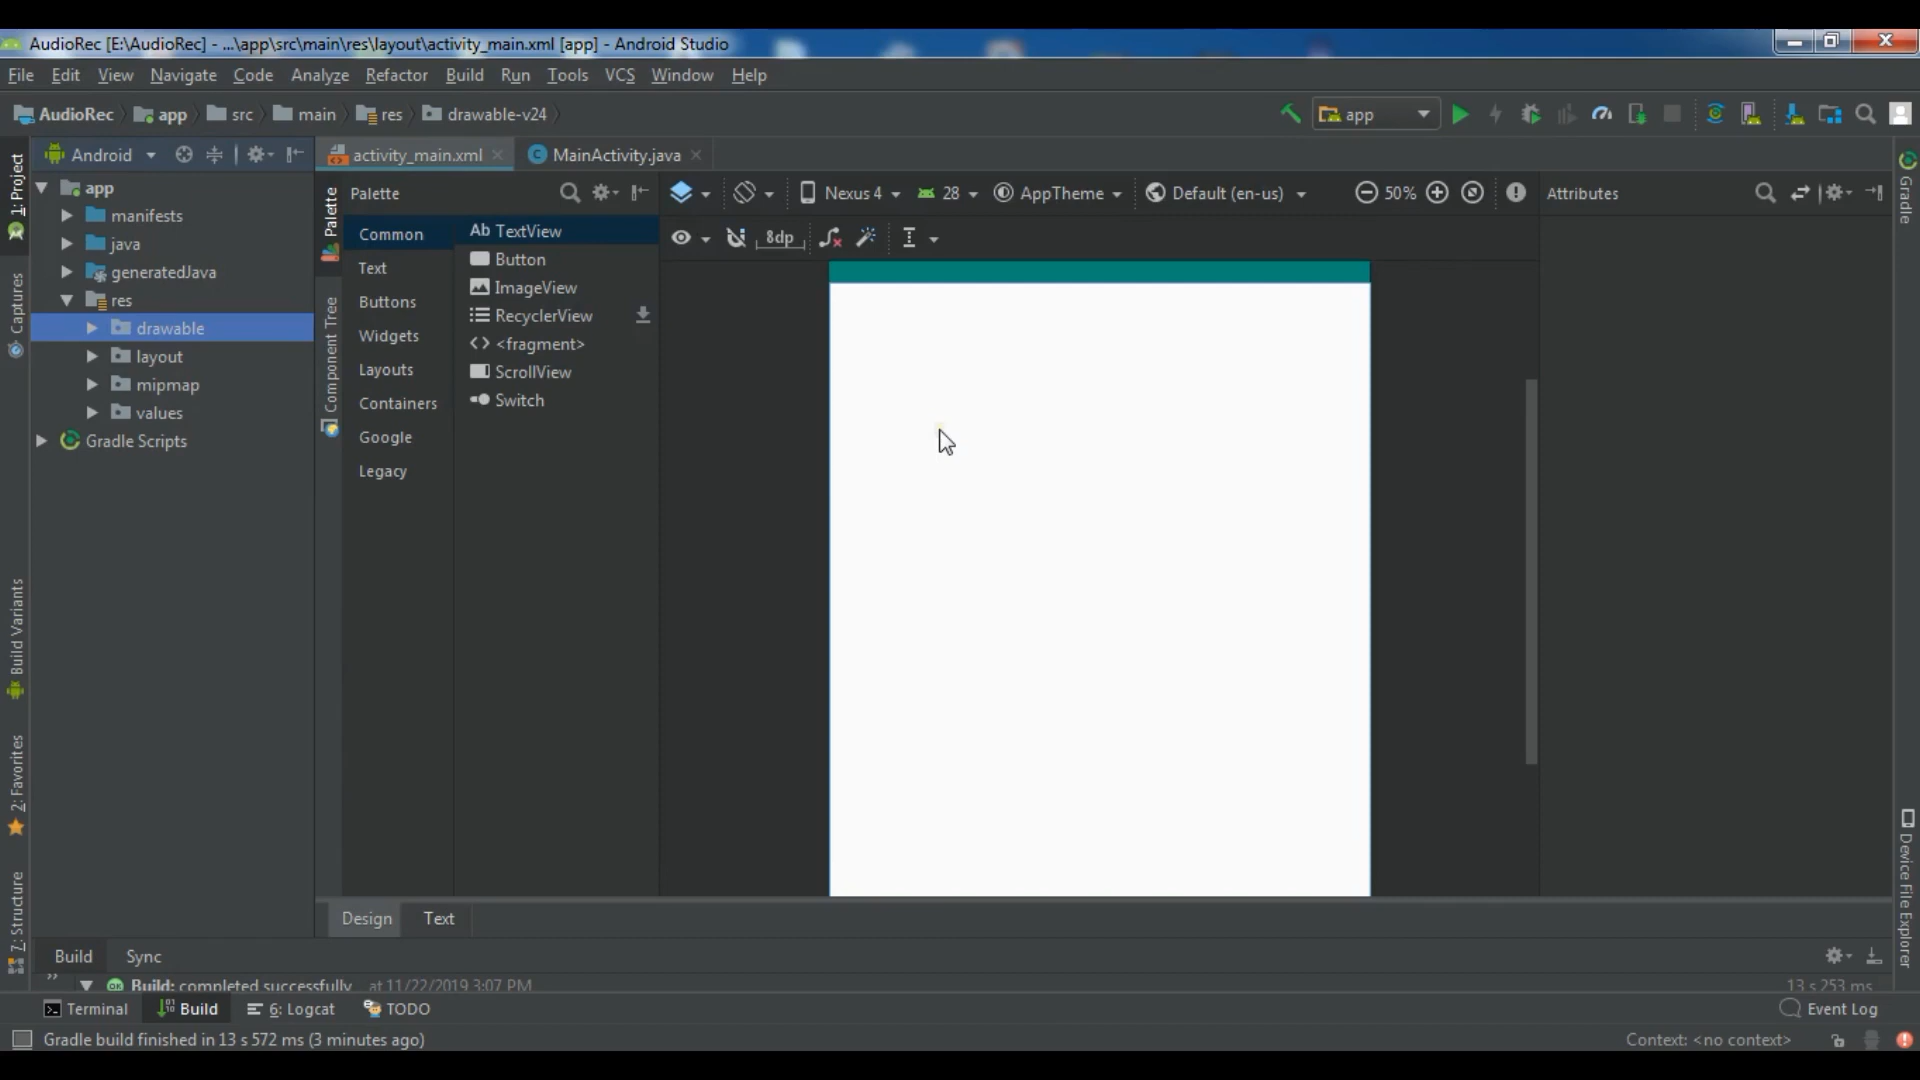 AudioRec [E:\AudioRec] - ...\app\src\main\res\layout\activity_main.xml [app] - Android Studio
File Edit View Navigate Code Analyze Refactor Build Run Tools VCS Window Help
AudioRec app src main res drawable-v24
app
Android
activity_main.xml
MainActivity.java
1: Project
Captures
Build Variants
2: Favorites
7: Structure
app
manifests
java
generatedJava
res
drawable
layout
mipmap
values
Gradle Scripts
Palette
Component Tree
Palette
Common
Text
Buttons
Widgets
Layouts
Containers
Google
Legacy
Ab TextView
Button
ImageView
RecyclerView
<fragment>
ScrollView
Switch
Nexus 4 28 AppTheme Default (en-us) 50%
8dp
Attributes
Gradle
Device File Explorer
Design Text
Build Sync
Build: completed successfully at 11/22/2019 3:07 PM
13 s 253 ms
Terminal Build 6: Logcat TODO
Event Log
Gradle build finished in 13 s 572 ms (3 minutes ago)
Context: <no context>